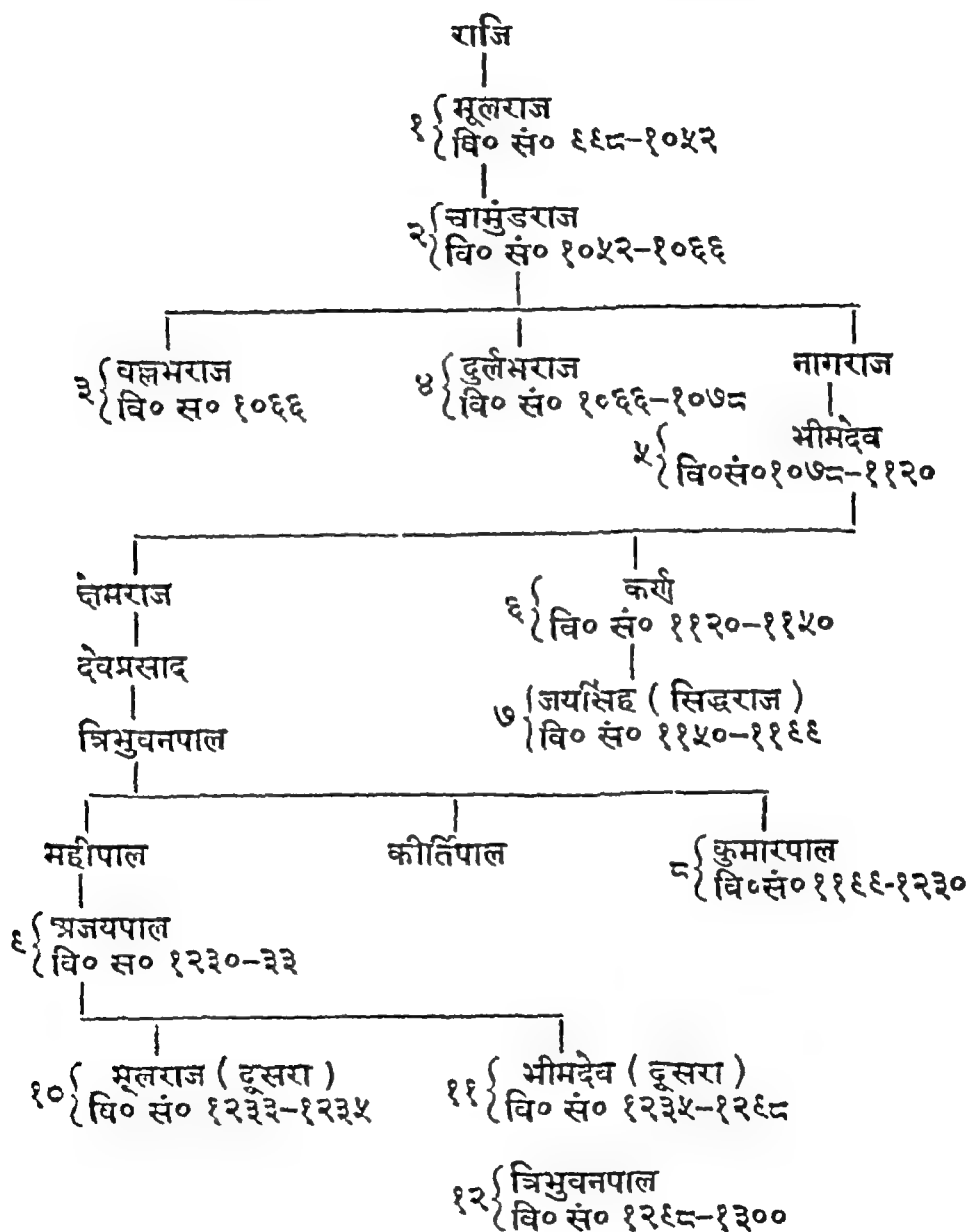 राजि
१ { मूलराज
वि० सं० ९९८-१०५२
२ { चामुंडराज
वि० सं० १०५२-१०६६
३ { वल्लभराज
वि० स० १०६६
४ { दुर्लभराज
वि० सं० १०६६-१०७८
नागराज
५ { भीमदेव
वि०सं०१०७८-११२०
क्षेमराज
६ { कर्ण
वि० सं० ११२०-११५०
देवप्रसाद
७ { जयसिंह ( सिद्धराज )
वि० सं० ११५०-११९९
त्रिभुवनपाल
महीपाल
कीर्तिपाल
८ { कुमारपाल
वि०सं०११९९-१२३०
९ { अजयपाल
वि० स० १२३०-३३
१० { मूलराज ( दूसरा )
वि० सं० १२३३-१२३५
११ { भीमदेव ( दूसरा )
वि० सं० १२३५-१२९८
१२ { त्रिभुवनपाल
वि० सं० १२९८-१३००